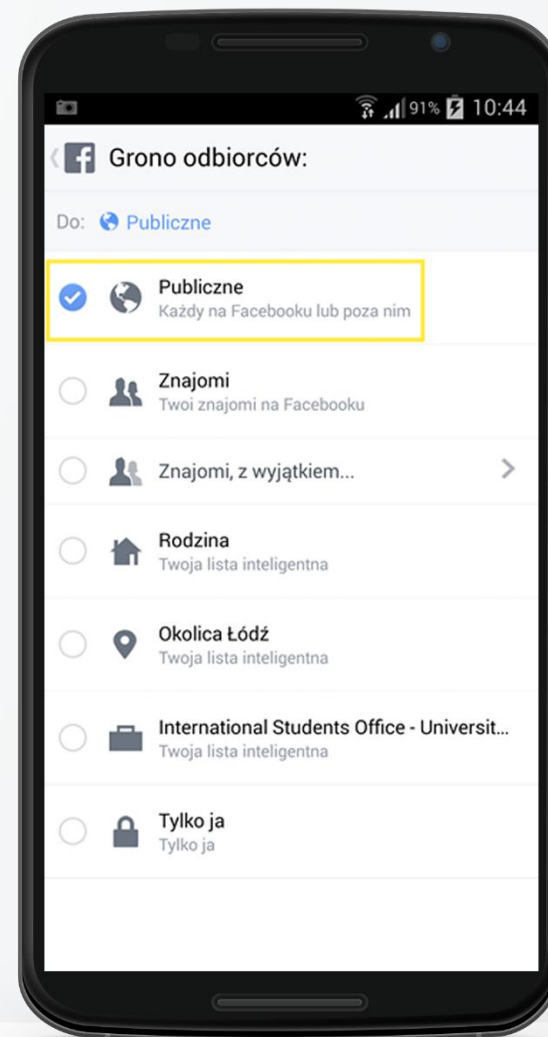 91% 10:44
Grono odbiorców:
Do: Publiczne
Publiczne
Każdy na Facebooku lub poza nim
Znajomi
Twoi znajomi na Facebooku
Znajomi, z wyjątkiem...
Rodzina
Twoja lista inteligentna
Okolica Łódź
Twoja lista inteligentna
International Students Office - Universit...
Twoja lista inteligentna
Tylko ja
Tylko ja